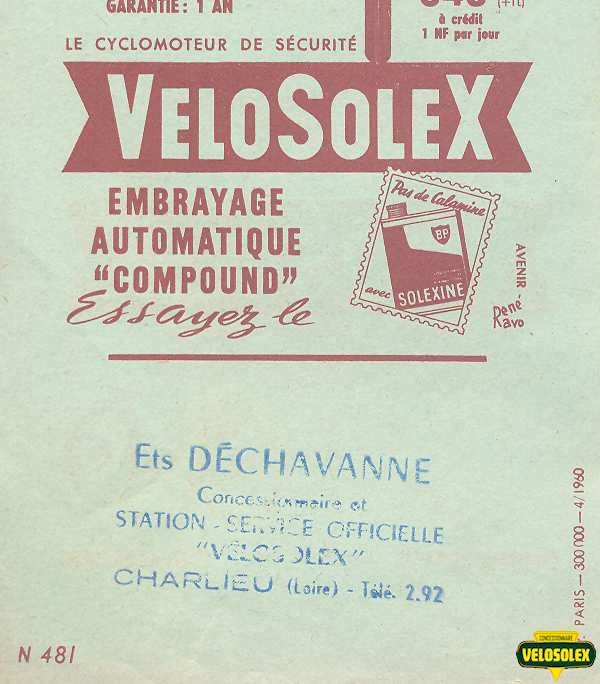 GARANTIE : 1 AN
(+TL)
à crédit
1 NF par jour
LE CYCLOMOTEUR DE SÉCURITÉ
VELOSOLEX
EMBRAYAGE
AUTOMATIQUE
"COMPOUND"
Essayez le
Pas de Calamine
BP
avec SOLEXINE
AVENIR -
René Ravo
Ets DÉCHAVANNE
Concessionnaire et
STATION - SERVICE OFFICIELLE
"VÉLOSOLEX"
CHARLIEU (Loire) - Télé. 2.92
PARIS — 300 000 — 4/1960
N 481
CONCESSIONNAIRE
VELOSOLEX